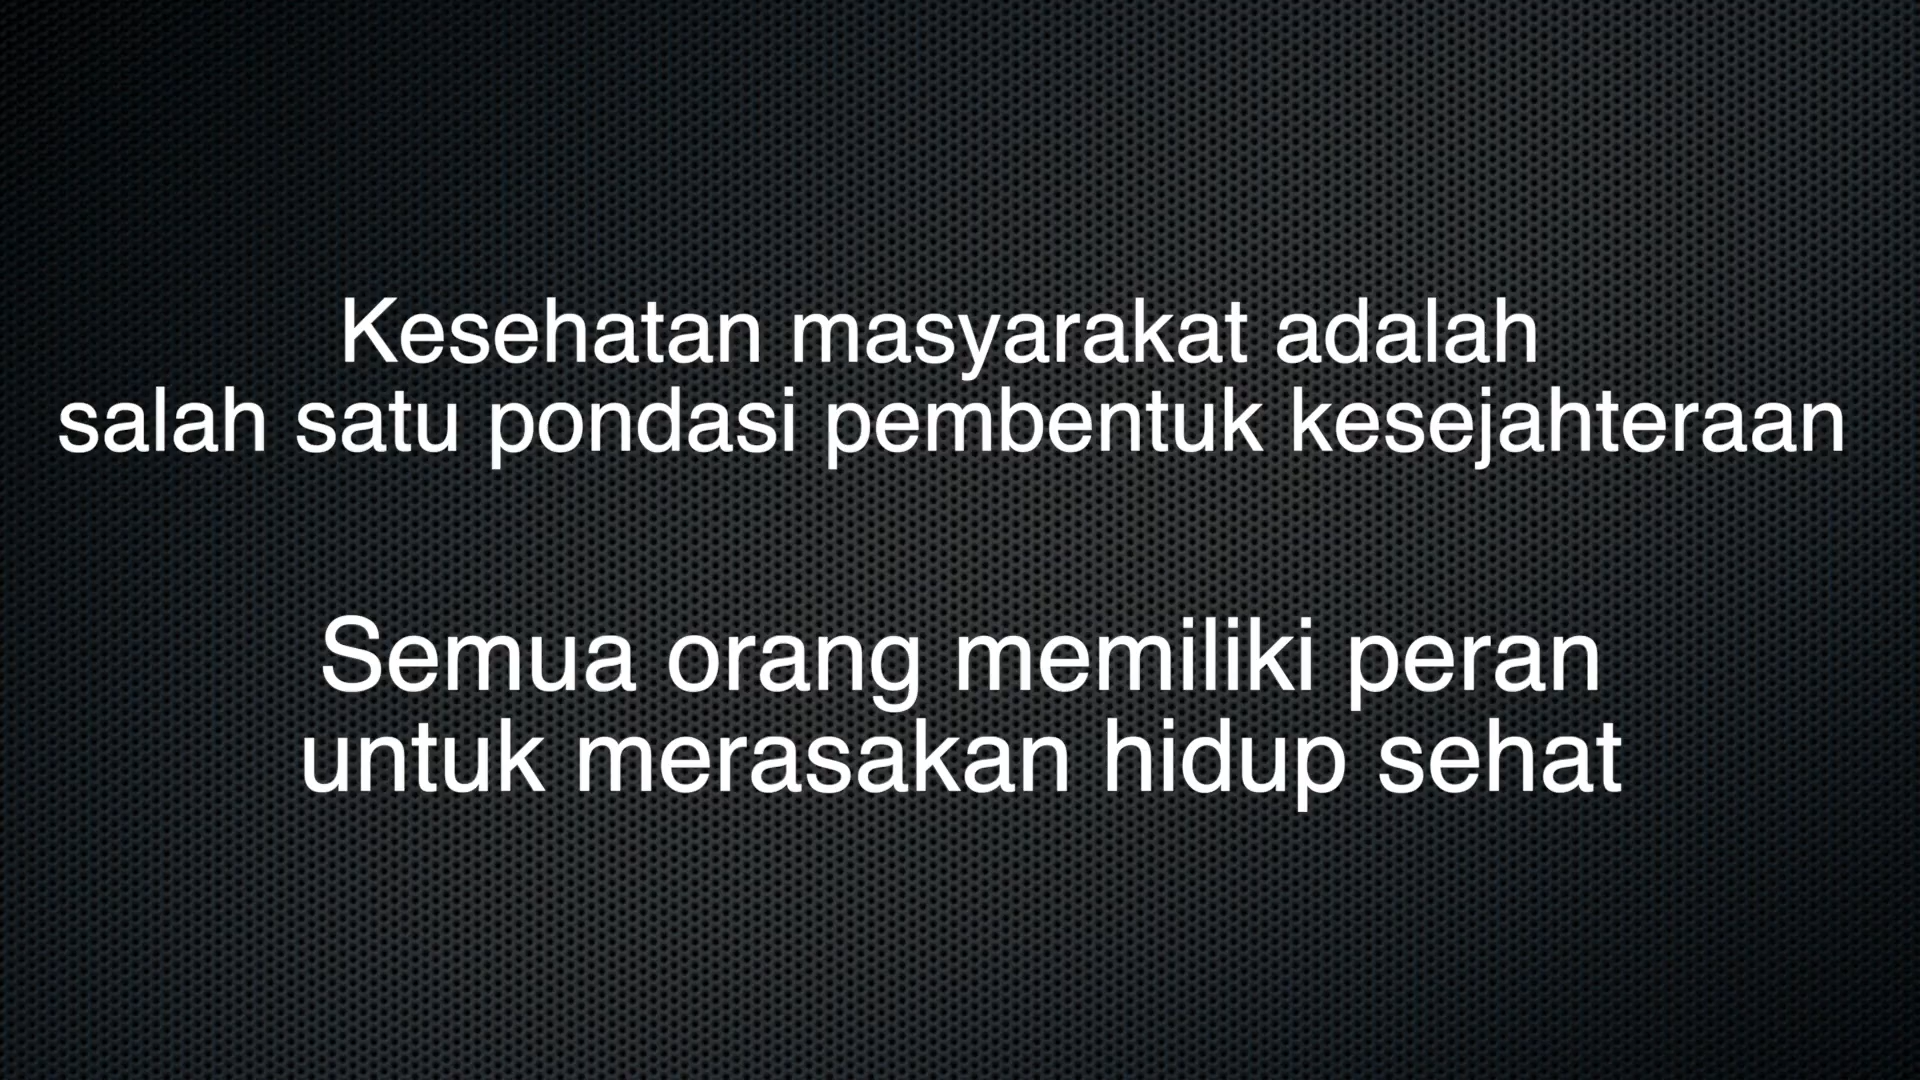 Kesehatan masyarakat adalah
salah satu pondasi pembentuk kesejahteraan
Semua orang memiliki peran
untuk merasakan hidup sehat